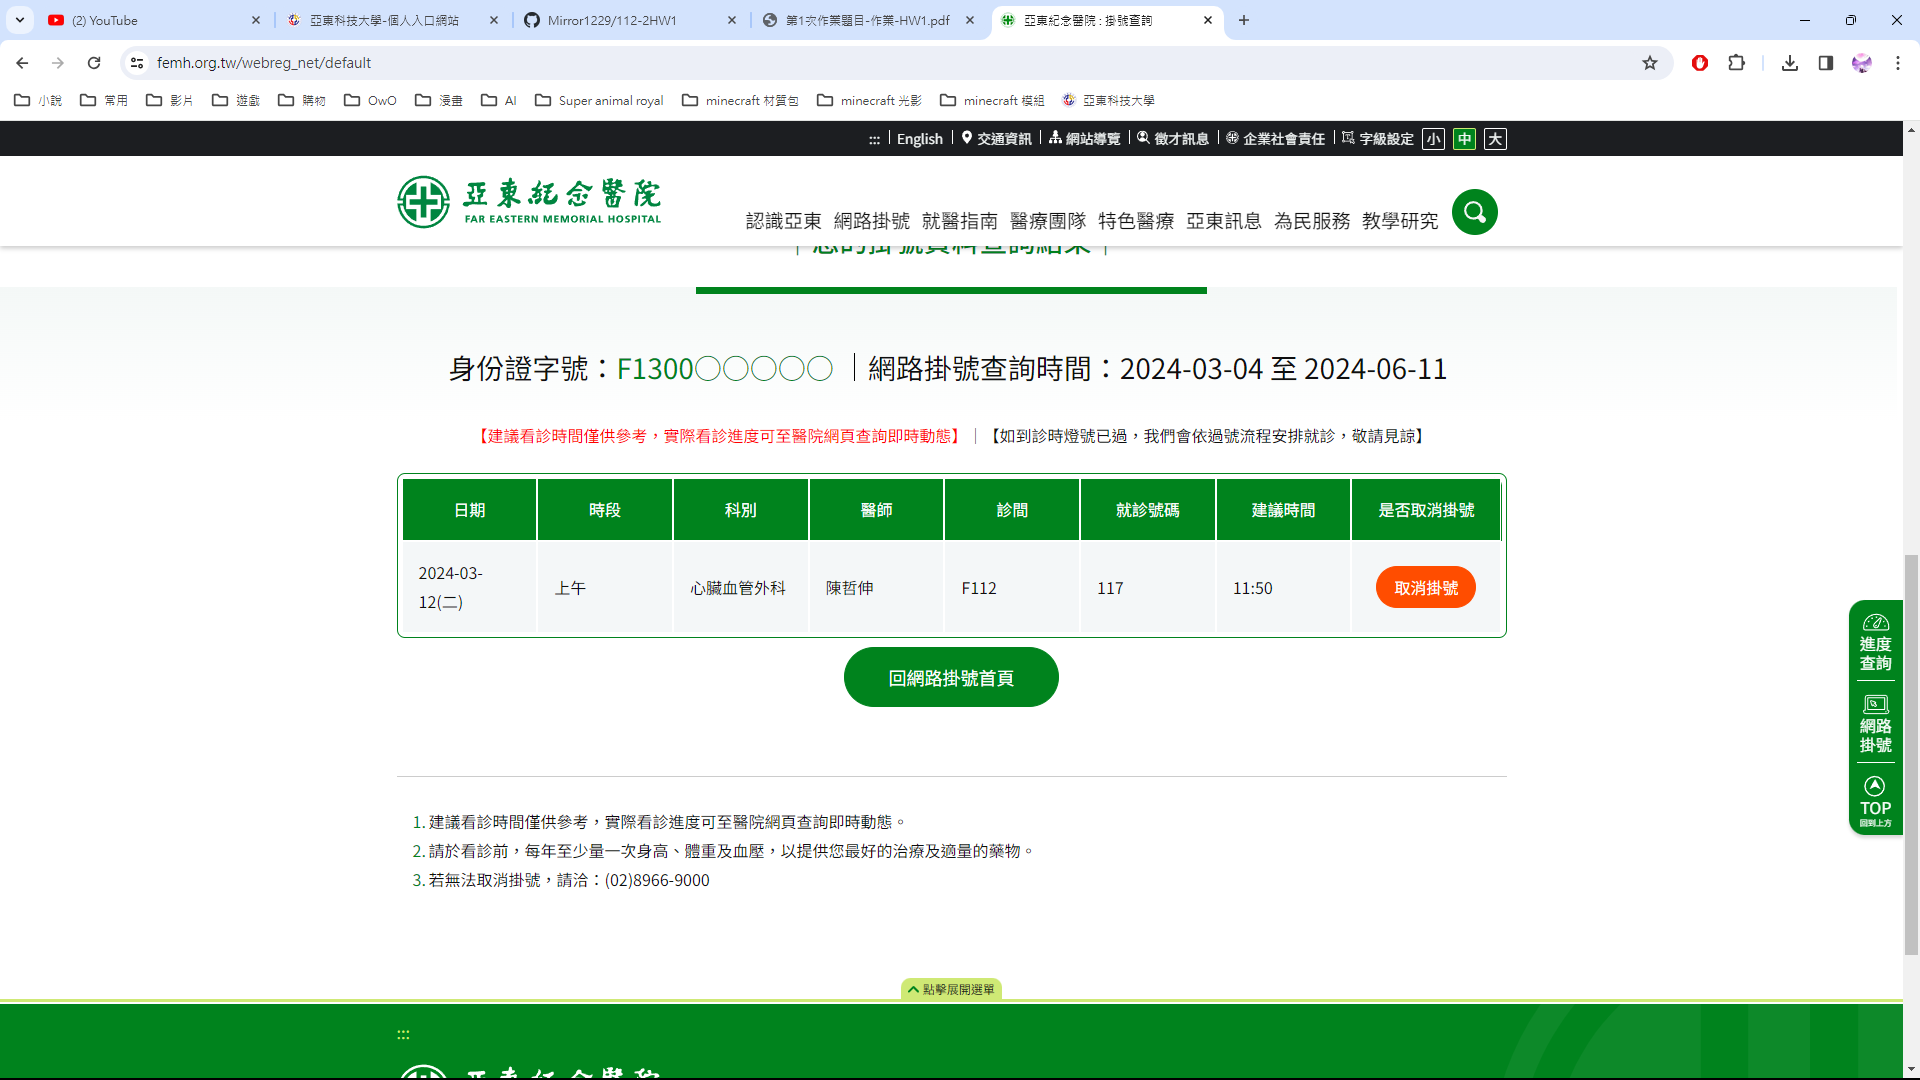 (2) YouTube
亞東科技大學-個人入口網站
Mirror1229/112-2HW1
第1次作業題目-作業-HW1.pdf
亞東紀念醫院 : 掛號查詢
femh.org.tw/webreg_net/default
小說
常用
影片
遊戲
購物
OwO
漫畫
AI
Super animal royal
minecraft 材質包
minecraft 光影
minecraft 模組
亞東科技大學
:::
English
交通資訊
網站導覽
徵才訊息
企業社會責任
字級設定
小
中
大
亞東紀念醫院
FAR EASTERN MEMORIAL HOSPITAL
認識亞東 網路掛號 就醫指南 醫療團隊 特色醫療 亞東訊息 為民服務 教學研究
｜您的掛號資料查詢結果｜
身份證字號：F1300○○○○○ │網路掛號查詢時間：2024-03-04 至 2024-06-11
【建議看診時間僅供參考，實際看診進度可至醫院網頁查詢即時動態】｜【如到診時燈號已過，我們會依過號流程安排就診，敬請見諒】
日期 時段 科別 醫師 診間 就診號碼 建議時間 是否取消掛號
2024-03-
12(二)
上午 心臟血管外科 陳哲伸 F112 117 11:50 取消掛號
回網路掛號首頁
進度
查詢
網路
掛號
TOP
回到上方
1. 建議看診時間僅供參考，實際看診進度可至醫院網頁查詢即時動態。
2. 請於看診前，每年至少量一次身高、體重及血壓，以提供您最好的治療及適量的藥物。
3. 若無法取消掛號，請洽：(02)8966-9000
點擊展開選單
:::
亞東紀念醫院